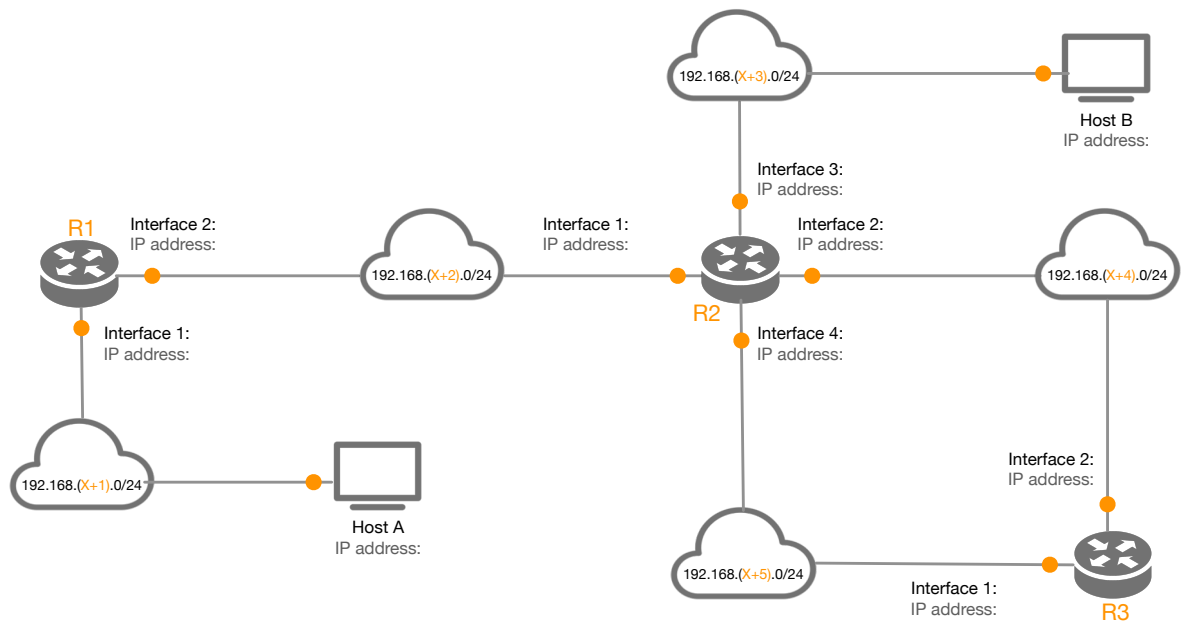 192.168.(X+3).0/24
Host B
IP address:
Interface 3:
IP address:
R1
Interface 2:
IP address:
192.168.(X+2).0/24
Interface 1:
IP address:
Interface 2:
IP address:
192.168.(X+4).0/24
R2
Interface 1:
IP address:
Interface 4:
IP address:
192.168.(X+1).0/24
Host A
IP address:
Interface 2:
IP address:
192.168.(X+5).0/24
Interface 1:
IP address:
R3